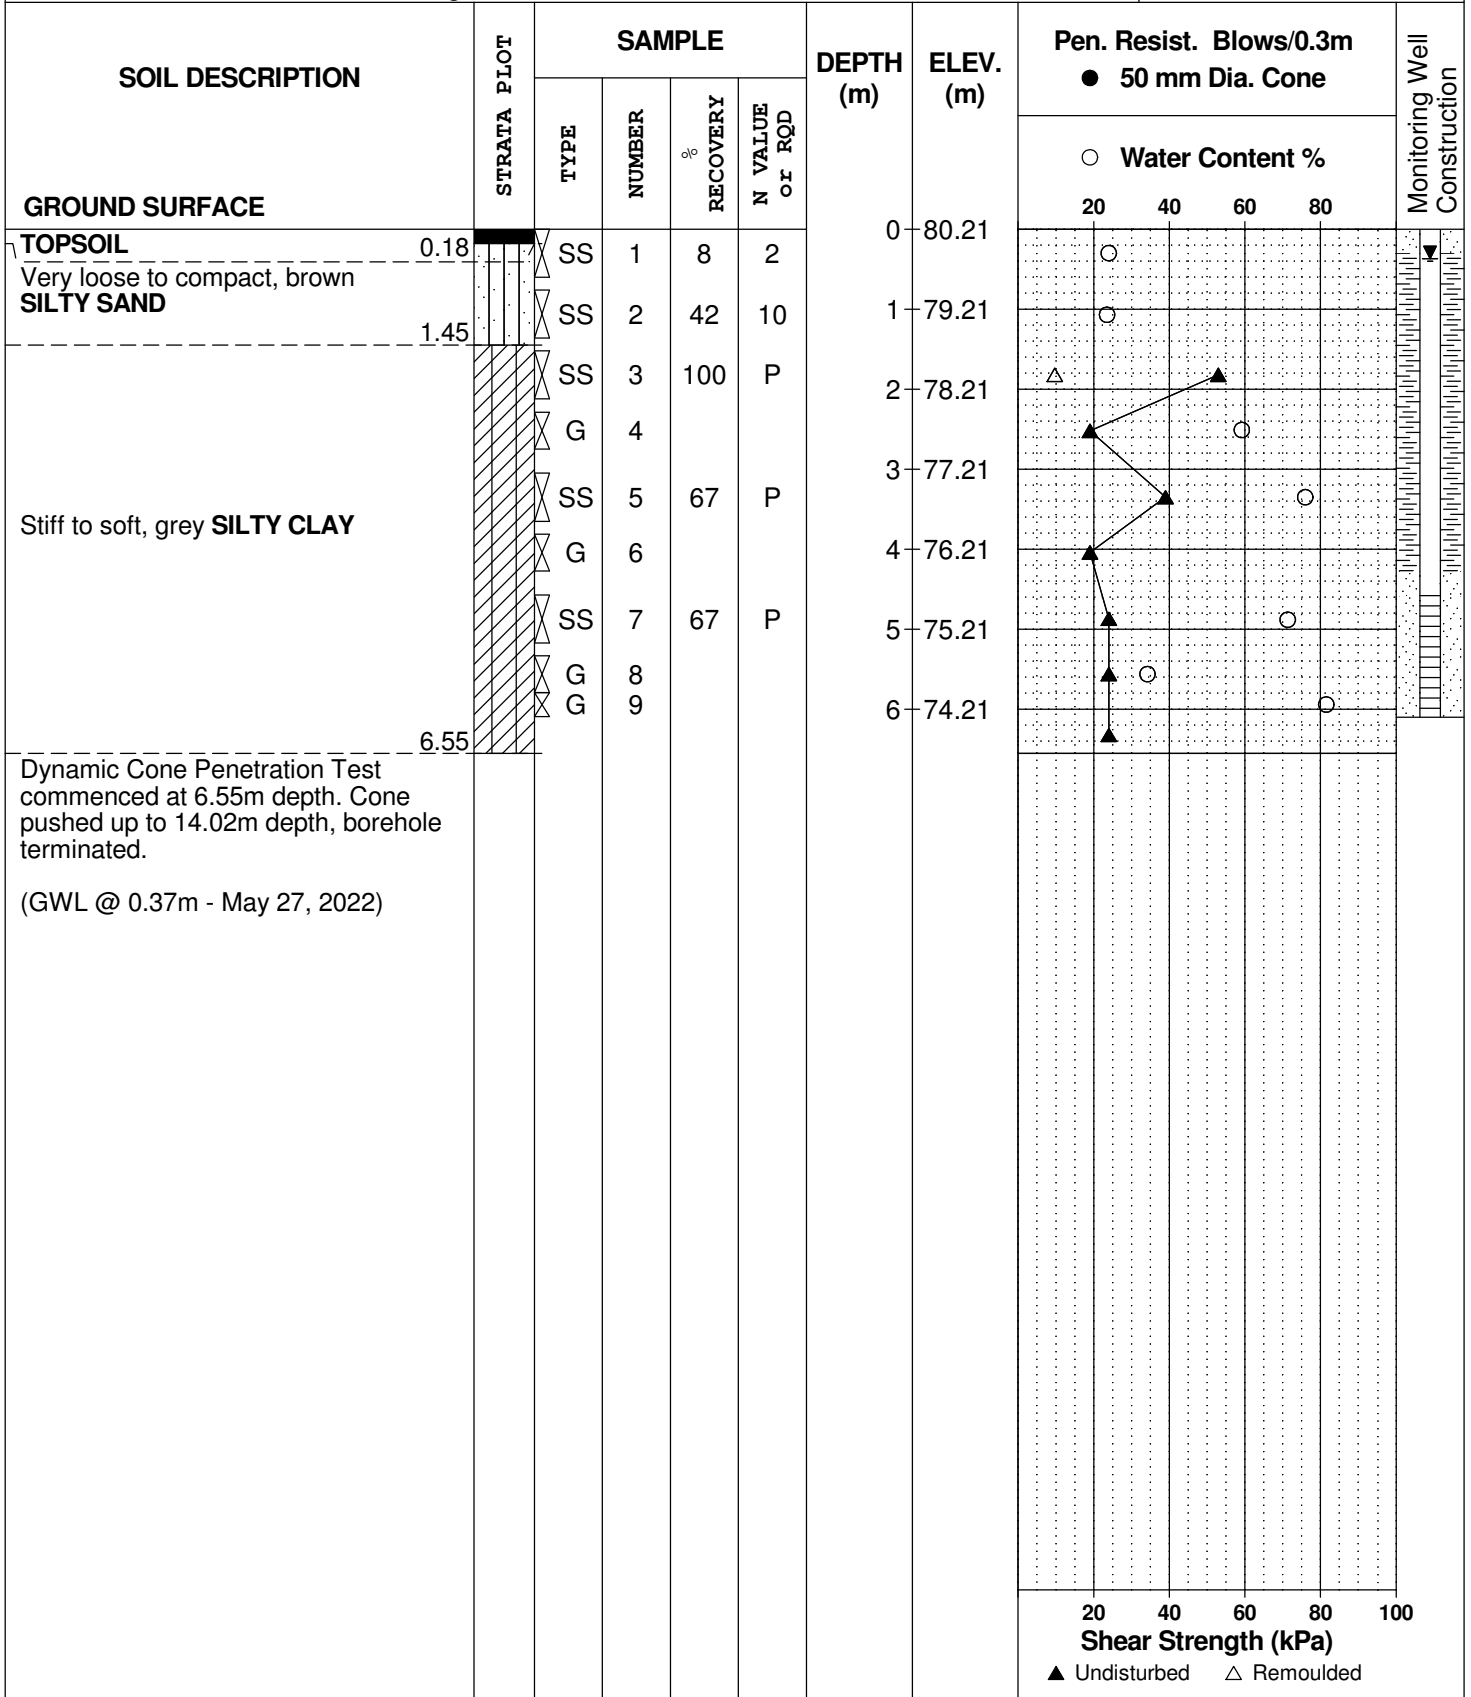 SOIL DESCRIPTION
GROUND SURFACE
STRATA PLOT
SAMPLE
TYPE
NUMBER
%
RECOVERY
N VALUE
or RQD
DEPTH
(m)
ELEV.
(m)
Pen. Resist. Blows/0.3m
● 50 mm Dia. Cone
○ Water Content %
20 40 60 80
Monitoring Well
Construction
0 80.21
TOPSOIL 0.18
SS 1 8 2
Very loose to compact, brown
SILTY SAND
1.45
SS 2 42 10
1 79.21
SS 3 100 P
2 78.21
G 4
3 77.21
SS 5 67 P
Stiff to soft, grey SILTY CLAY
G 6
4 76.21
SS 7 67 P
5 75.21
G 8
G 9
6 74.21
6.55
Dynamic Cone Penetration Test
commenced at 6.55m depth. Cone
pushed up to 14.02m depth, borehole
terminated.
(GWL @ 0.37m - May 27, 2022)
20 40 60 80 100
Shear Strength (kPa)
▲ Undisturbed △ Remoulded